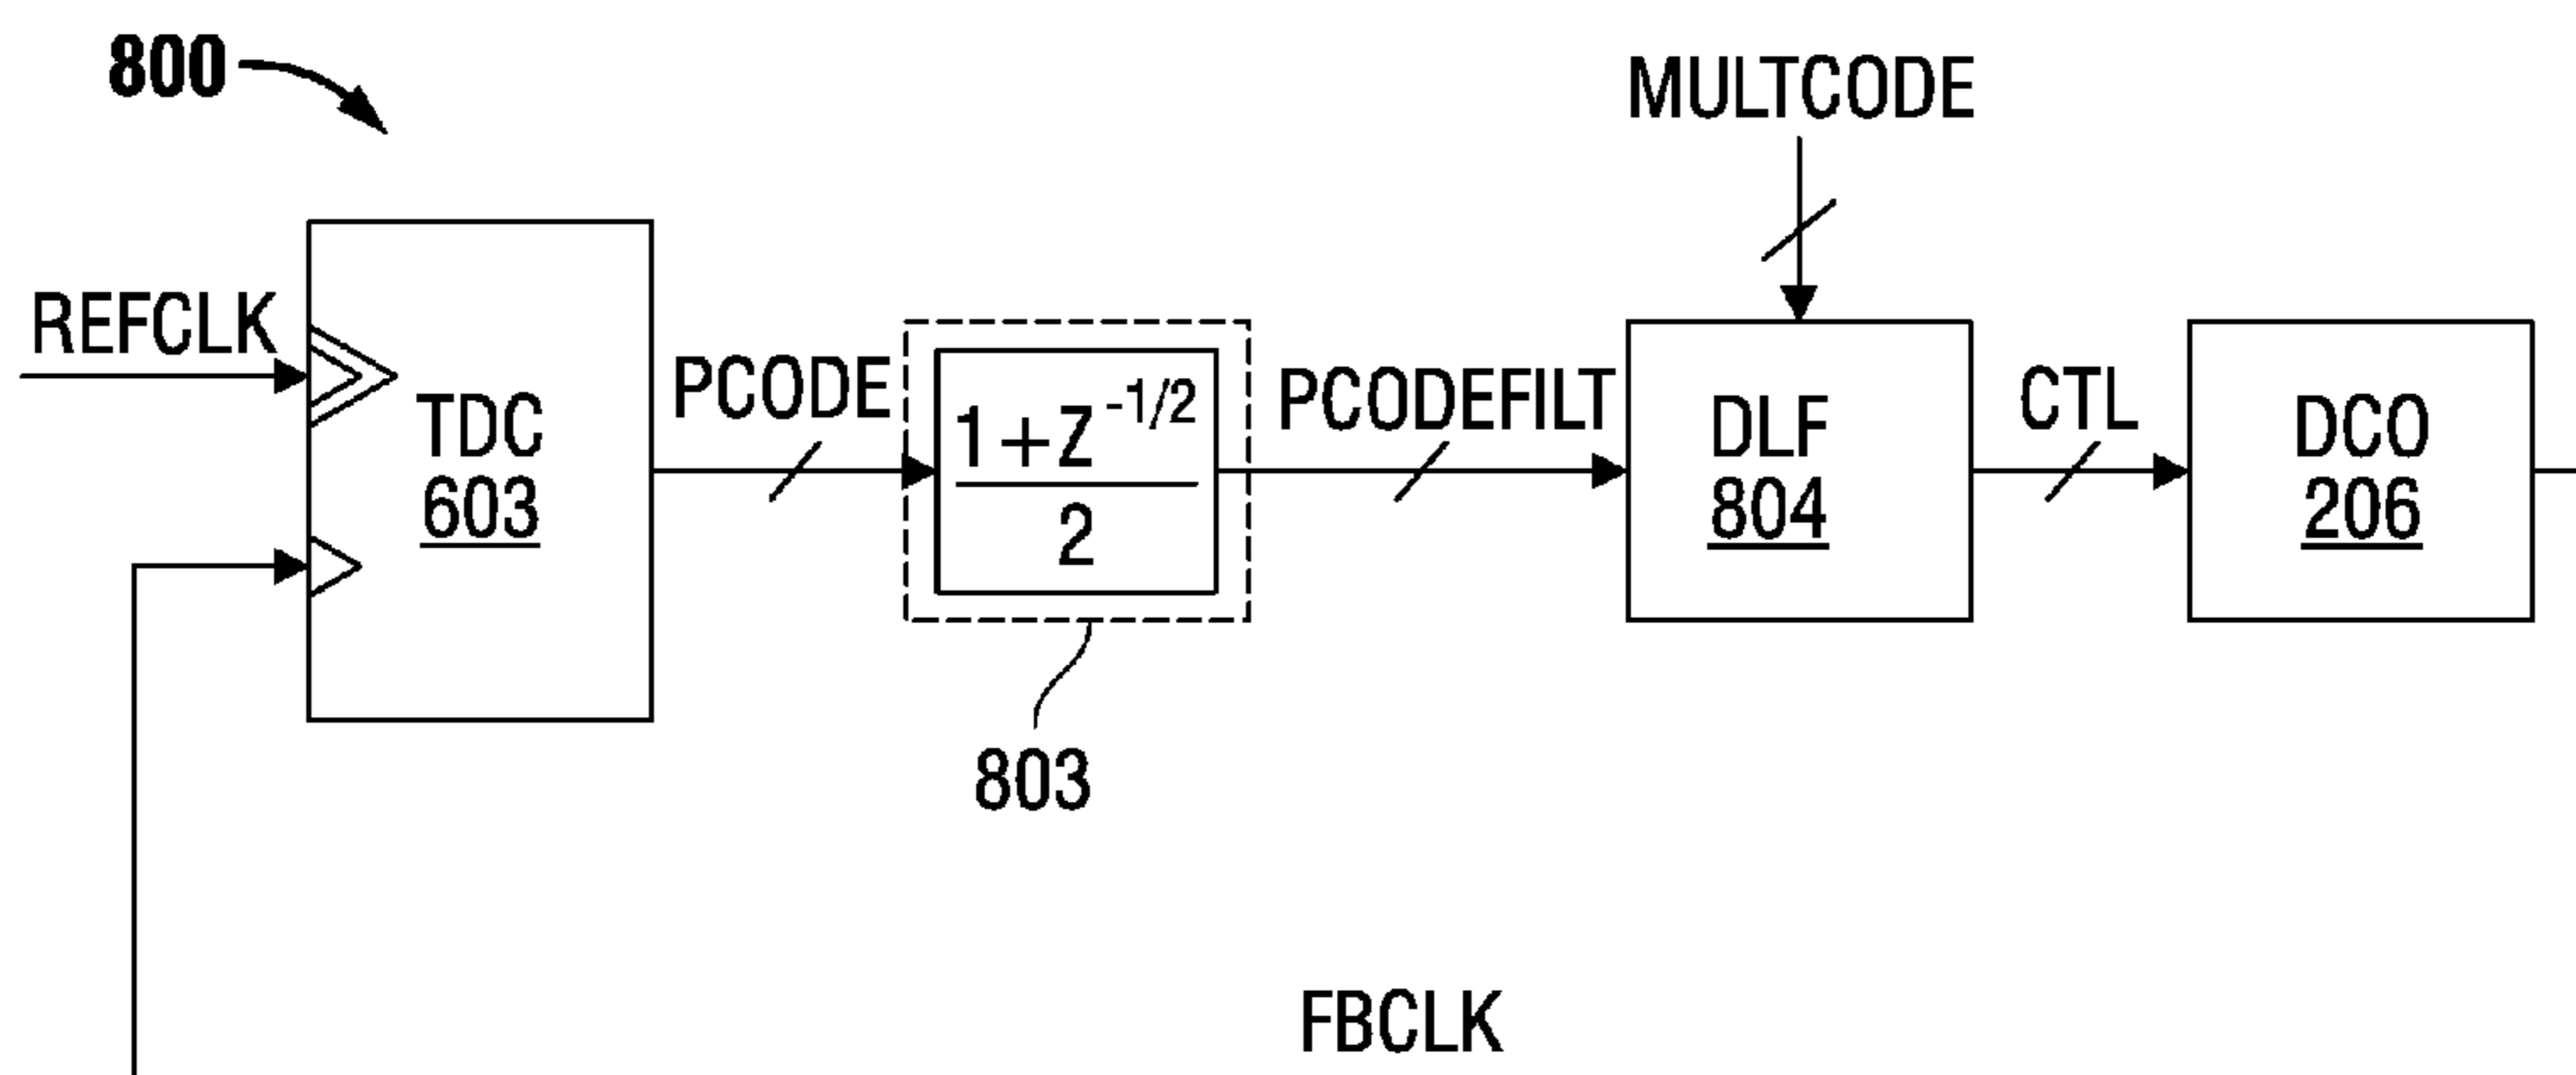 800
MULTCODE
REFCLK
TDC
603
PCODE
1+Z^-1/2
2
PCODEFILT
DLF
804
CTL
DCO
206
803
FBCLK